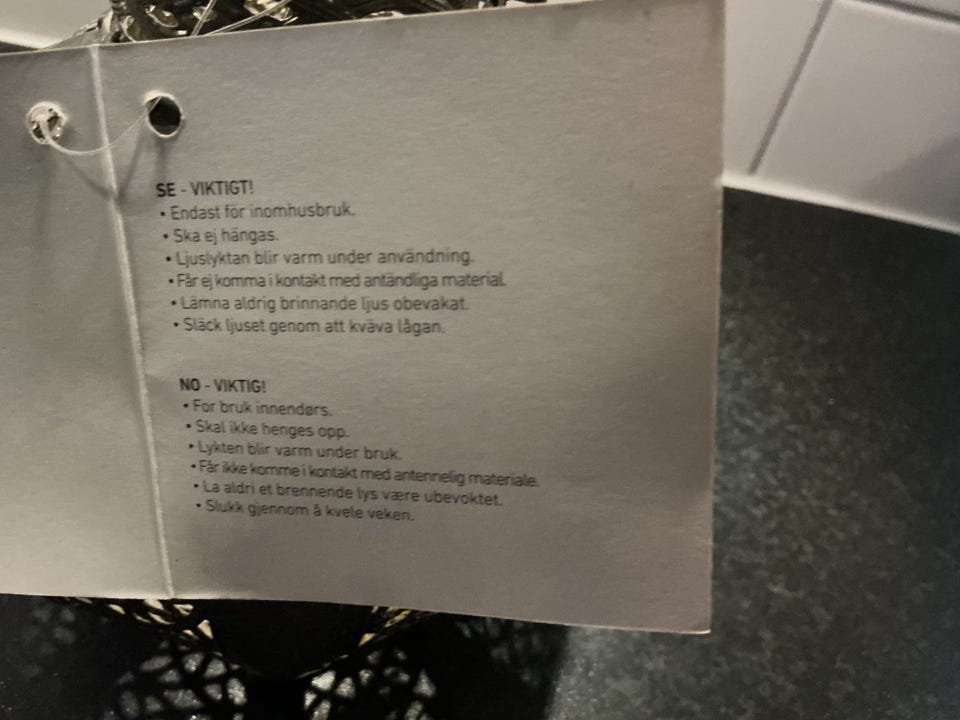 SE - VIKTIGT!
• Endast för inomhusbruk.
• Ska ej hängas.
• Ljuslyktan blir varm under användning.
• Får ej komma i kontakt med antändliga material.
• Lämna aldrig brinnande ljus obevakat.
• Släck ljuset genom att kväva lågan.
NO - VIKTIG!
• For bruk innendørs.
• Skal ikke henges opp.
• Lykten blir varm under bruk.
• Får ikke komme i kontakt med antennelig materiale.
• La aldri et brennende lys være ubevoktet.
• Slukk gjennom å kvele veken.